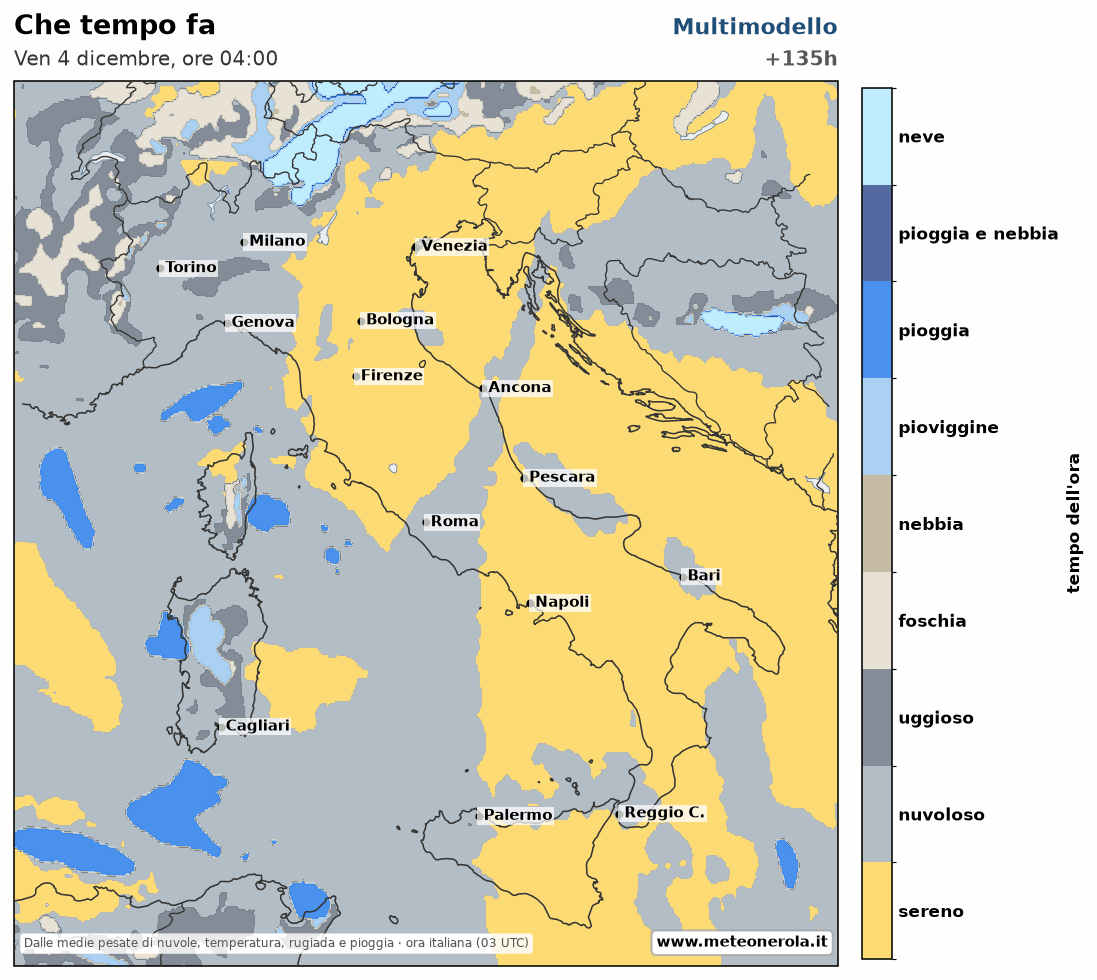 Che tempo fa
Multimodello
Ven 4 dicembre, ore 04:00
+135h
neve
pioggia e nebbia
pioggia
pioviggine
nebbia
foschia
uggioso
nuvoloso
sereno
tempo dell'ora
Milano
Venezia
Torino
Genova
Bologna
Firenze
Ancona
Pescara
Roma
Bari
Napoli
Cagliari
Palermo
Reggio C.
Dalle medie pesate di nuvole, temperatura, rugiada e pioggia · ora italiana (03 UTC)
www.meteonerola.it